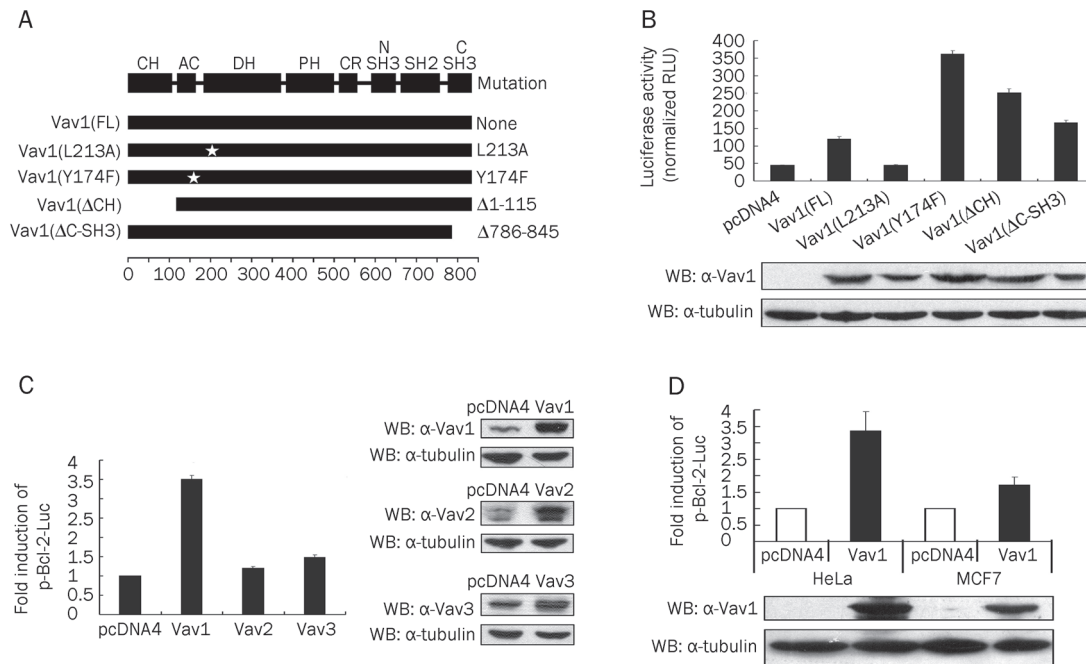 A
CH AC DH PH CR N SH3 SH2 C SH3 Mutation
Vav1(FL) None
Vav1(L213A) L213A
Vav1(Y174F) Y174F
Vav1(ΔCH) Δ1-115
Vav1(ΔC-SH3) Δ786-845
0 100 200 300 400 500 600 700 800
B
Luciferase activity
(normalized RLU)
400
350
300
250
200
150
100
50
0
pcDNA4
Vav1(FL)
Vav1(L213A)
Vav1(Y174F)
Vav1(ΔCH)
Vav1(ΔC-SH3)
WB: α-Vav1
WB: α-tubulin
C
Fold induction of
p-Bcl-2-Luc
4
3.5
3
2.5
2
1.5
1
0.5
0
pcDNA4 Vav1 Vav2 Vav3
pcDNA4 Vav1
WB: α-Vav1
WB: α-tubulin
pcDNA4 Vav2
WB: α-Vav2
WB: α-tubulin
pcDNA4 Vav3
WB: α-Vav3
WB: α-tubulin
D
Fold induction of
p-Bcl-2-Luc
4
3.5
3
2.5
2
1.5
1
0.5
0
pcDNA4 Vav1 pcDNA4 Vav1
HeLa MCF7
WB: α-Vav1
WB: α-tubulin